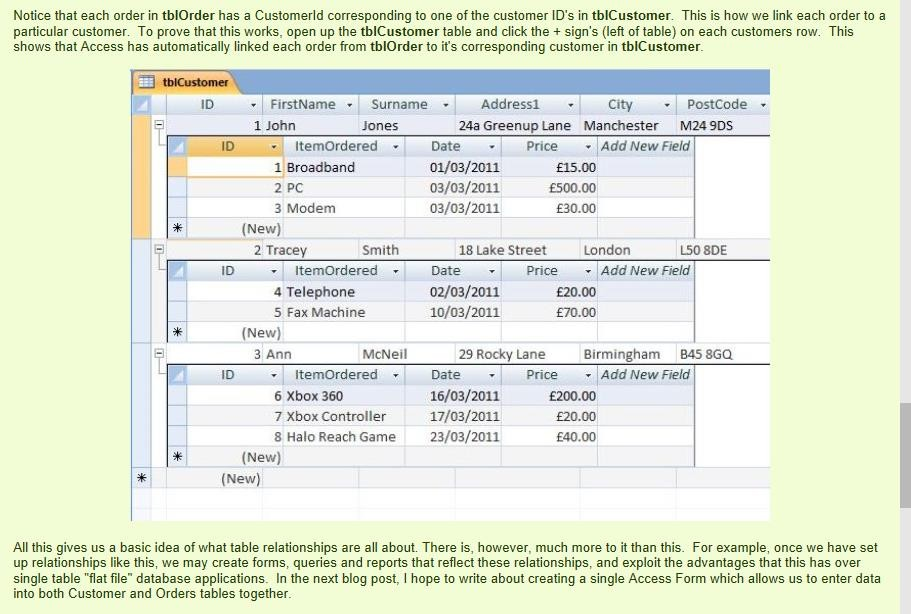 Notice that each order in tblOrder has a CustomerId corresponding to one of the customer ID's in tblCustomer. This is how we link each order to a
particular customer. To prove that this works, open up the tblCustomer table and click the + sign's (left of table) on each customers row. This
shows that Access has automatically linked each order from tblOrder to it's corresponding customer in tblCustomer.
tblCustomer
ID FirstName Surname Address1 City PostCode
1 John Jones 24a Greenup Lane Manchester M24 9DS
ID ItemOrdered Date Price Add New Field
1 Broadband 01/03/2011 £15.00
2 PC 03/03/2011 £500.00
3 Modem 03/03/2011 £30.00
* (New)
2 Tracey Smith 18 Lake Street London L50 8DE
ID ItemOrdered Date Price Add New Field
4 Telephone 02/03/2011 £20.00
5 Fax Machine 10/03/2011 £70.00
* (New)
3 Ann McNeil 29 Rocky Lane Birmingham B45 8GQ
ID ItemOrdered Date Price Add New Field
6 Xbox 360 16/03/2011 £200.00
7 Xbox Controller 17/03/2011 £20.00
8 Halo Reach Game 23/03/2011 £40.00
* (New)
* (New)
All this gives us a basic idea of what table relationships are all about. There is, however, much more to it than this. For example, once we have set
up relationships like this, we may create forms, queries and reports that reflect these relationships, and exploit the advantages that this has over
single table "flat file" database applications. In the next blog post, I hope to write about creating a single Access Form which allows us to enter data
into both Customer and Orders tables together.